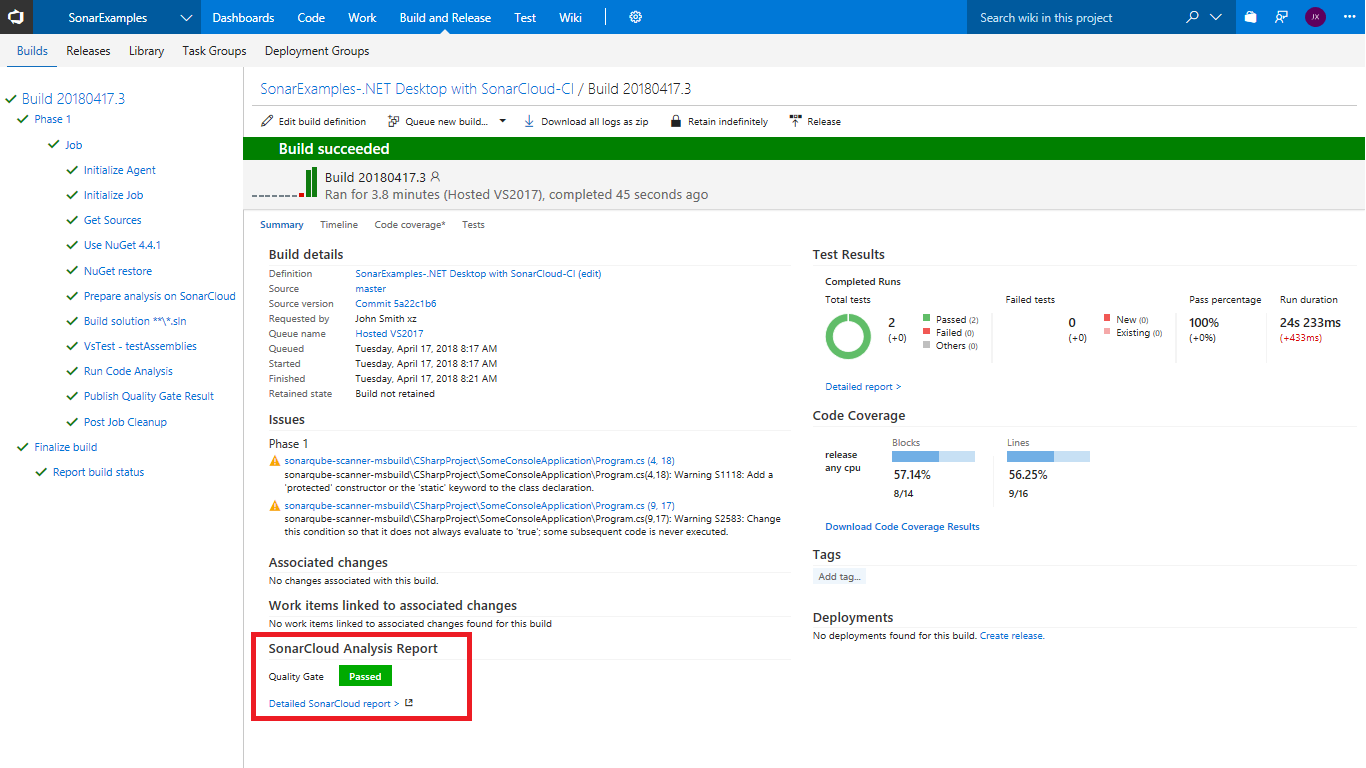 SonarExamples Dashboards Code Work Build and Release Test Wiki Search wiki in this project JX
Builds Releases Library Task Groups Deployment Groups
Build 20180417.3
Phase 1
Job
Initialize Agent
Initialize Job
Get Sources
Use NuGet 4.4.1
NuGet restore
Prepare analysis on SonarCloud
Build solution **\*.sln
VsTest - testAssemblies
Run Code Analysis
Publish Quality Gate Result
Post Job Cleanup
Finalize build
Report build status
SonarExamples-.NET Desktop with SonarCloud-CI / Build 20180417.3
Edit build definition Queue new build... Download all logs as zip Retain indefinitely Release
Build succeeded
Build 20180417.3
Ran for 3.8 minutes (Hosted VS2017), completed 45 seconds ago
Summary Timeline Code coverage* Tests
Build details
Definition SonarExamples-.NET Desktop with SonarCloud-CI (edit)
Source master
Source version Commit 5a22c1b6
Requested by John Smith xz
Queue name Hosted VS2017
Queued Tuesday, April 17, 2018 8:17 AM
Started Tuesday, April 17, 2018 8:17 AM
Finished Tuesday, April 17, 2018 8:21 AM
Retained state Build not retained
Issues
Phase 1
sonarqube-scanner-msbuild\CSharpProject\SomeConsoleApplication\Program.cs (4, 18)
sonarqube-scanner-msbuild\CSharpProject\SomeConsoleApplication\Program.cs(4,18): Warning S1118: Add a
'protected' constructor or the 'static' keyword to the class declaration.
sonarqube-scanner-msbuild\CSharpProject\SomeConsoleApplication\Program.cs (9, 17)
sonarqube-scanner-msbuild\CSharpProject\SomeConsoleApplication\Program.cs(9,17): Warning S2583: Change
this condition so that it does not always evaluate to 'true'; some subsequent code is never executed.
Associated changes
No changes associated with this build.
Work items linked to associated changes
No work items linked to associated changes found for this build
SonarCloud Analysis Report
Quality Gate Passed
Detailed SonarCloud report >
Test Results
Completed Runs
Total tests Failed tests Pass percentage Run duration
2 Passed (2) 0 New (0) 100% 24s 233ms
(+0) Failed (0) (+0) Existing (0) (+0%) (+433ms)
Others (0)
Detailed report >
Code Coverage
Blocks Lines
release
any cpu
57.14% 56.25%
8/14 9/16
Download Code Coverage Results
Tags
Add tag...
Deployments
No deployments found for this build. Create release.